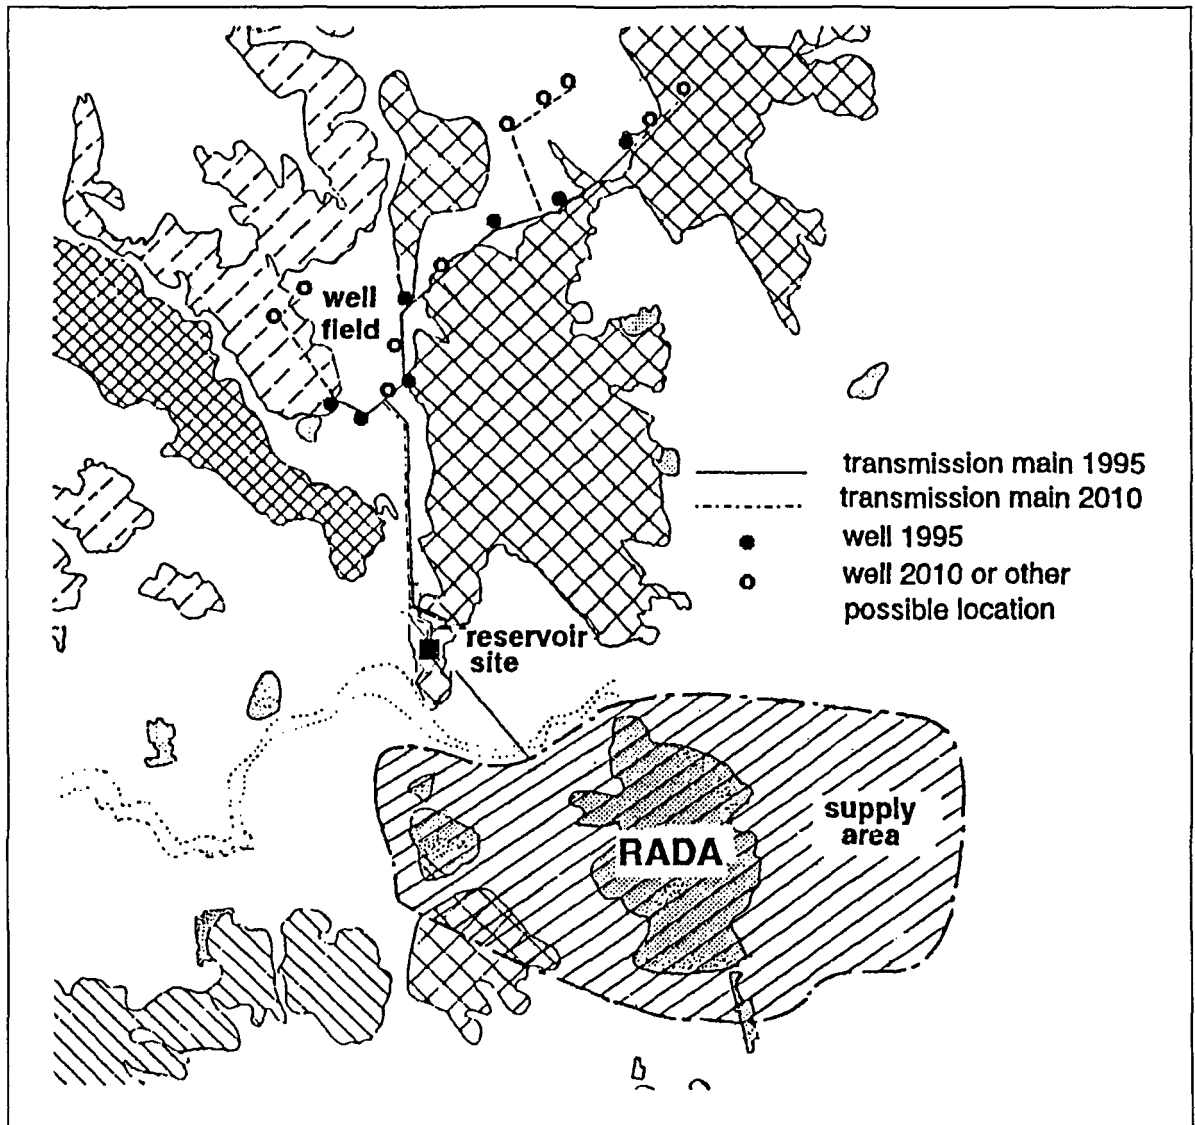 well
field
transmission main 1995
transmission main 2010
well 1995
well 2010 or other
possible location
reservoir
site
supply
area
RADA